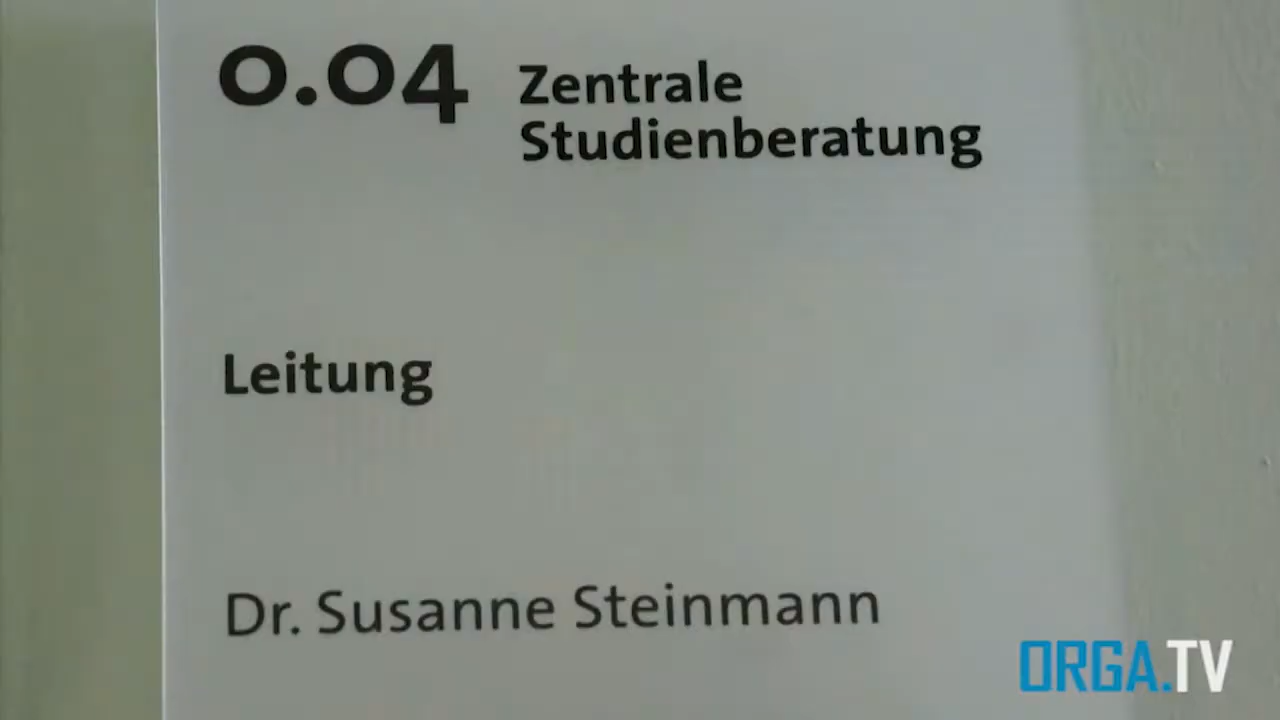 0.04 Zentrale
Studienberatung
Leitung
Dr. Susanne Steinmann
ORGA.TV